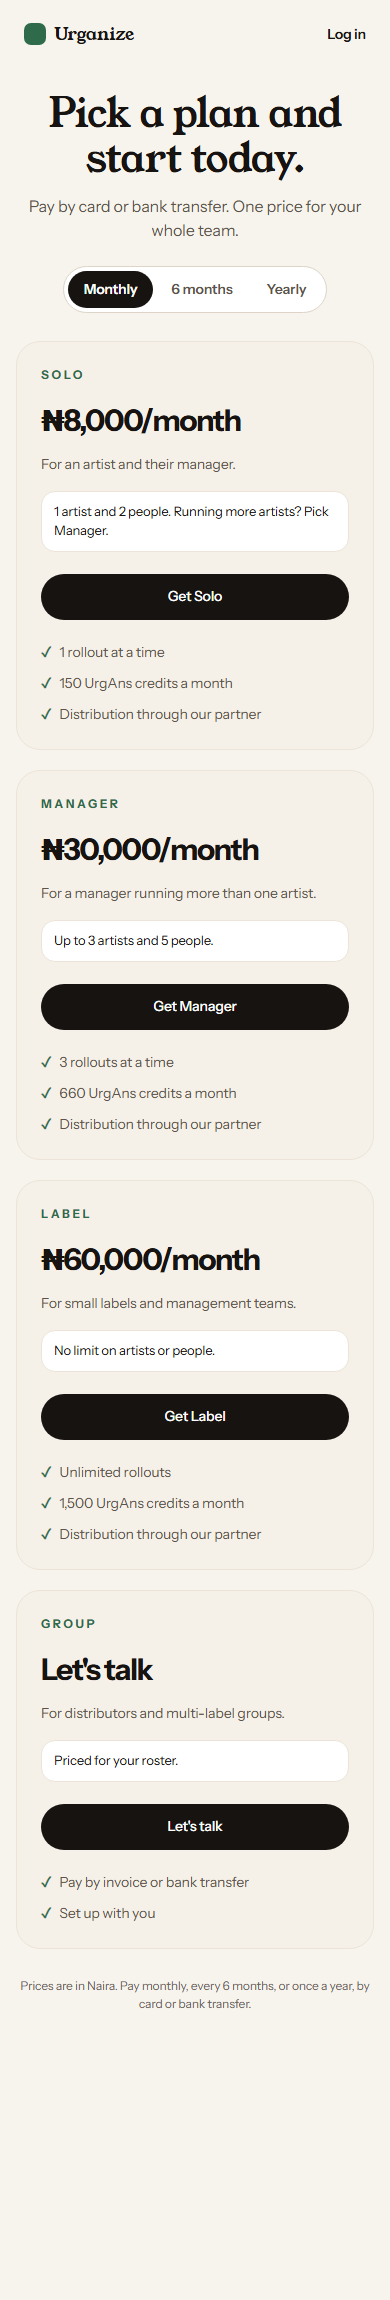 Urganize
Log in
Pick a plan and
start today.
Pay by card or bank transfer. One price for your
whole team.
Monthly
6 months
Yearly
SOLO
₦8,000/month
For an artist and their manager.
1 artist and 2 people. Running more artists? Pick
Manager.
Get Solo
✓ 1 rollout at a time
✓ 150 UrgAns credits a month
✓ Distribution through our partner
MANAGER
₦30,000/month
For a manager running more than one artist.
Up to 3 artists and 5 people.
Get Manager
✓ 3 rollouts at a time
✓ 660 UrgAns credits a month
✓ Distribution through our partner
LABEL
₦60,000/month
For small labels and management teams.
No limit on artists or people.
Get Label
✓ Unlimited rollouts
✓ 1,500 UrgAns credits a month
✓ Distribution through our partner
GROUP
Let's talk
For distributors and multi-label groups.
Priced for your roster.
Let's talk
✓ Pay by invoice or bank transfer
✓ Set up with you
Prices are in Naira. Pay monthly, every 6 months, or once a year, by
card or bank transfer.